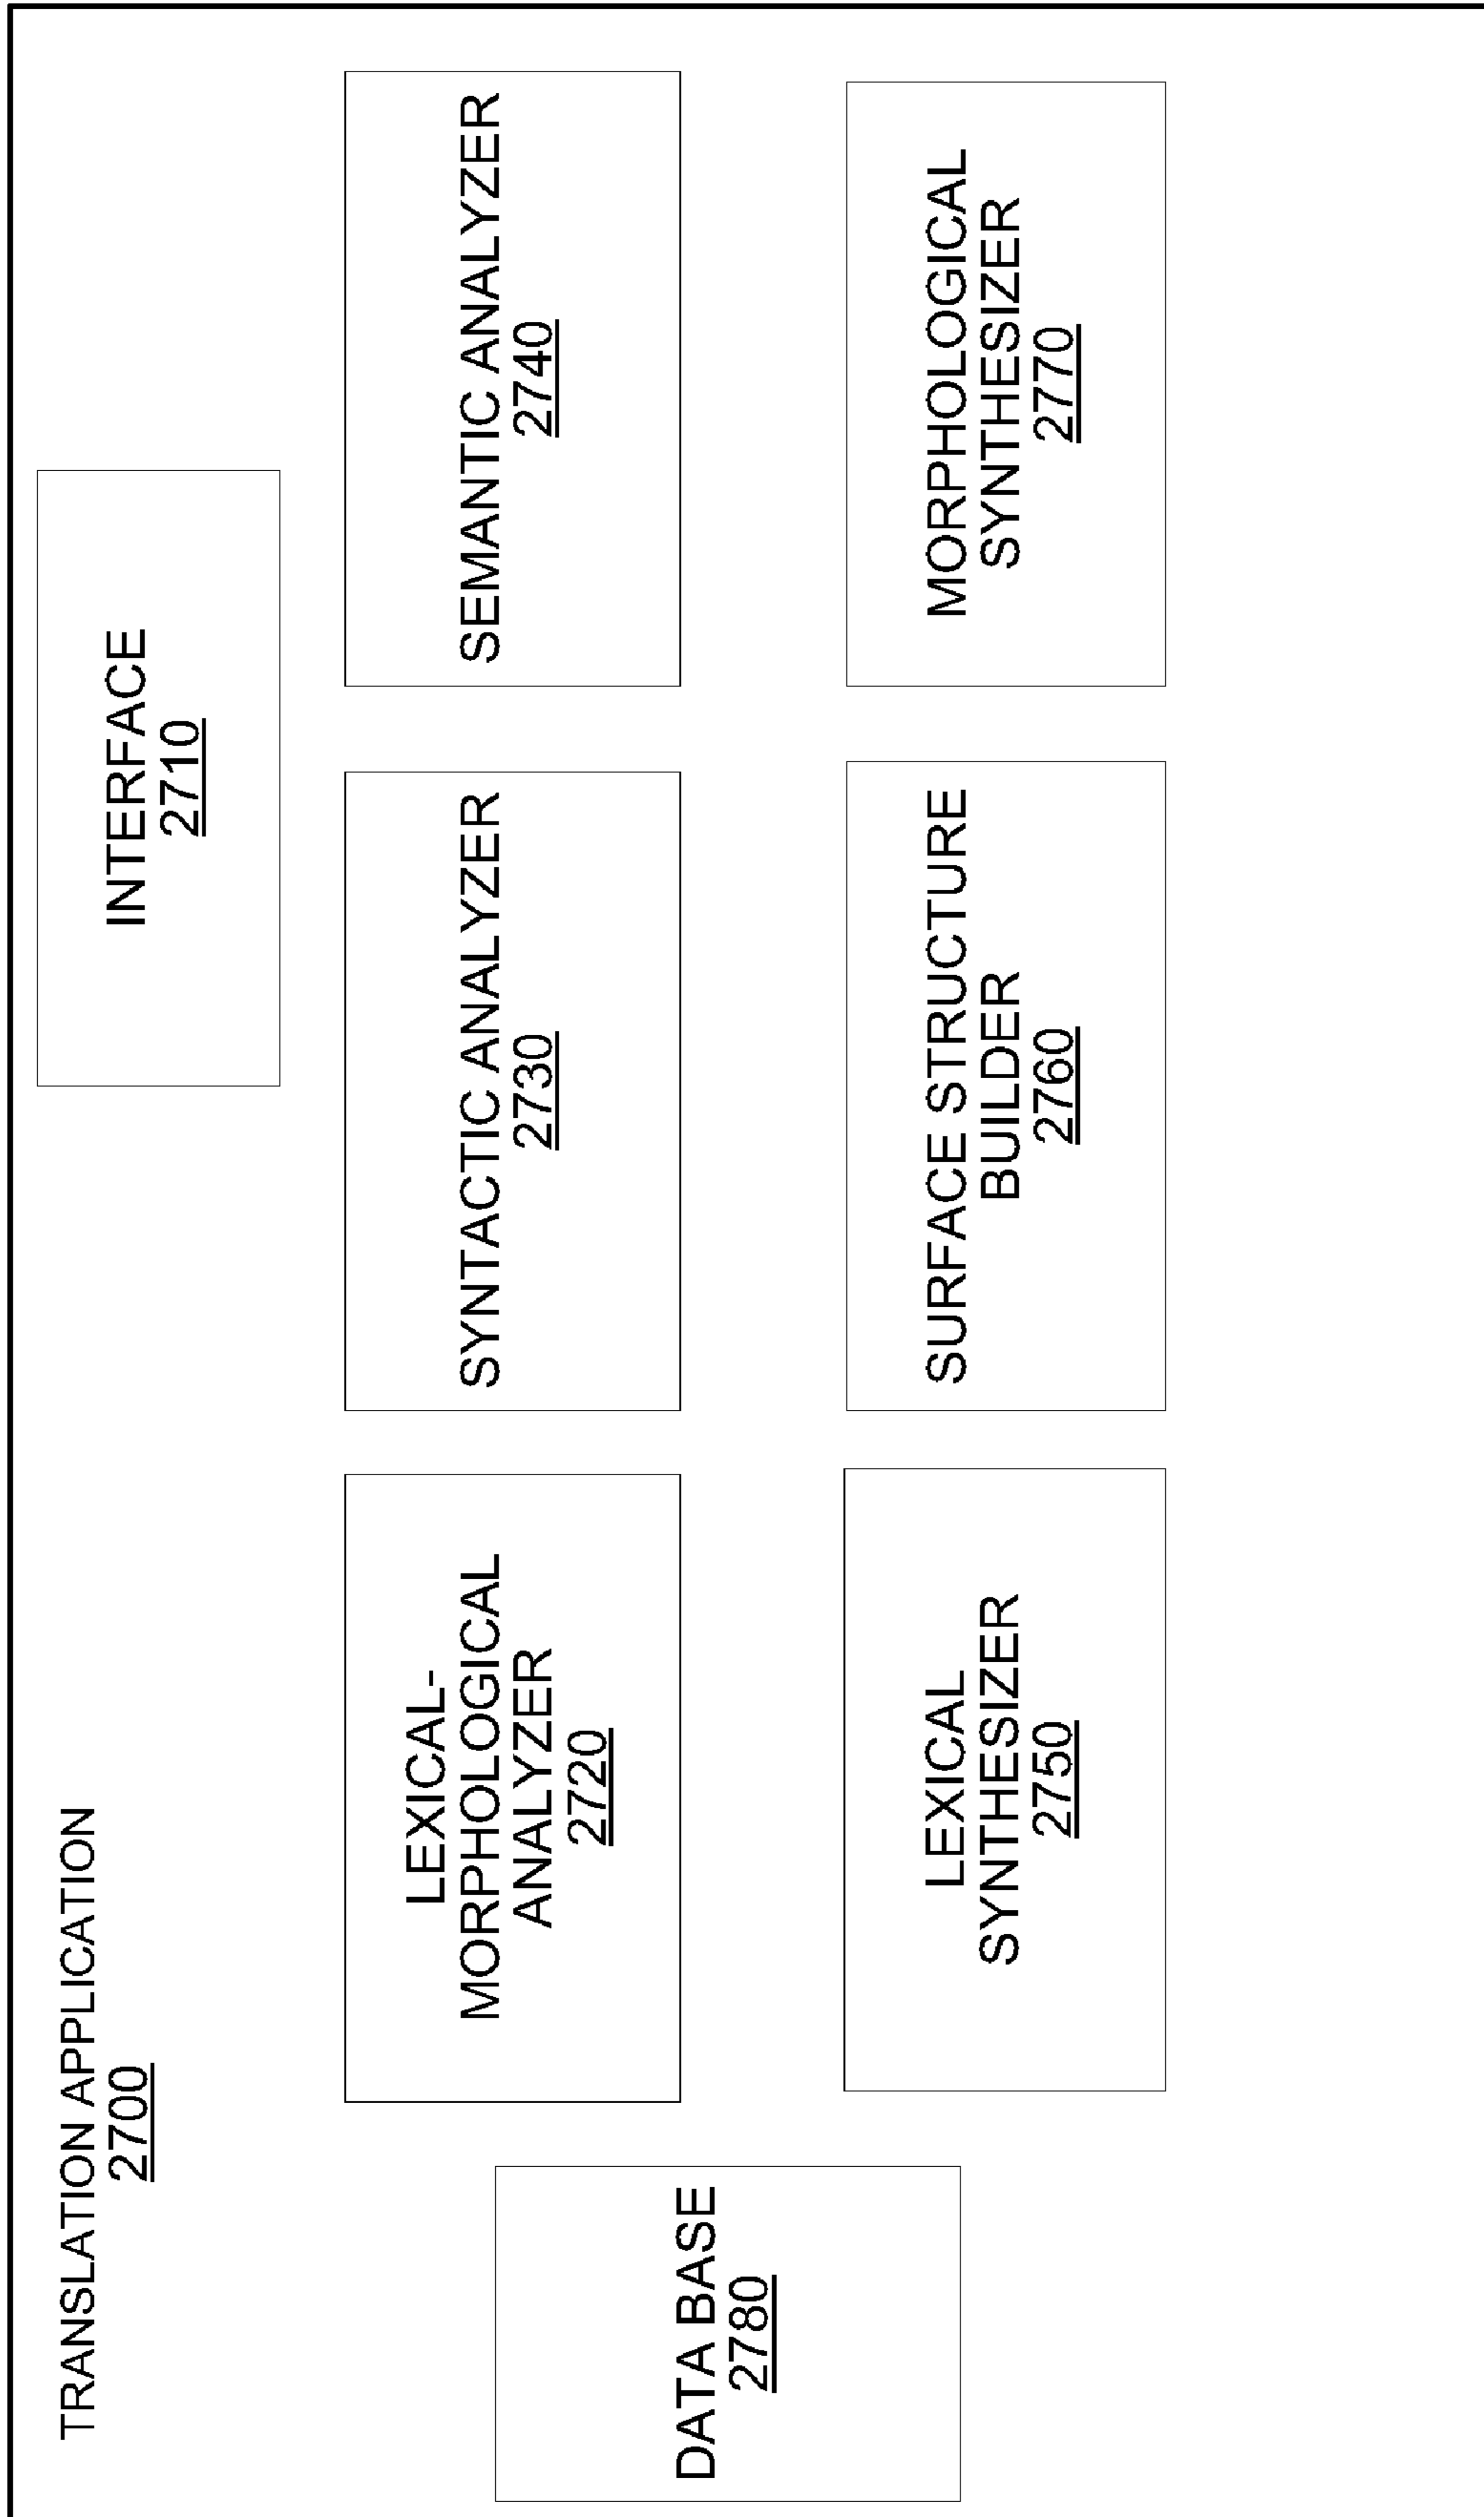 TRANSLATION APPLICATION
2700
INTERFACE
2710
DATA BASE
2780
LEXICAL-
MORPHOLOGICAL
ANALYZER
2720
SYNTACTIC ANALYZER
2730
SEMANTIC ANALYZER
2740
LEXICAL
SYNTHESIZER
2750
SURFACE STRUCTURE
BUILDER
2760
MORPHOLOGICAL
SYNTHESIZER
2770